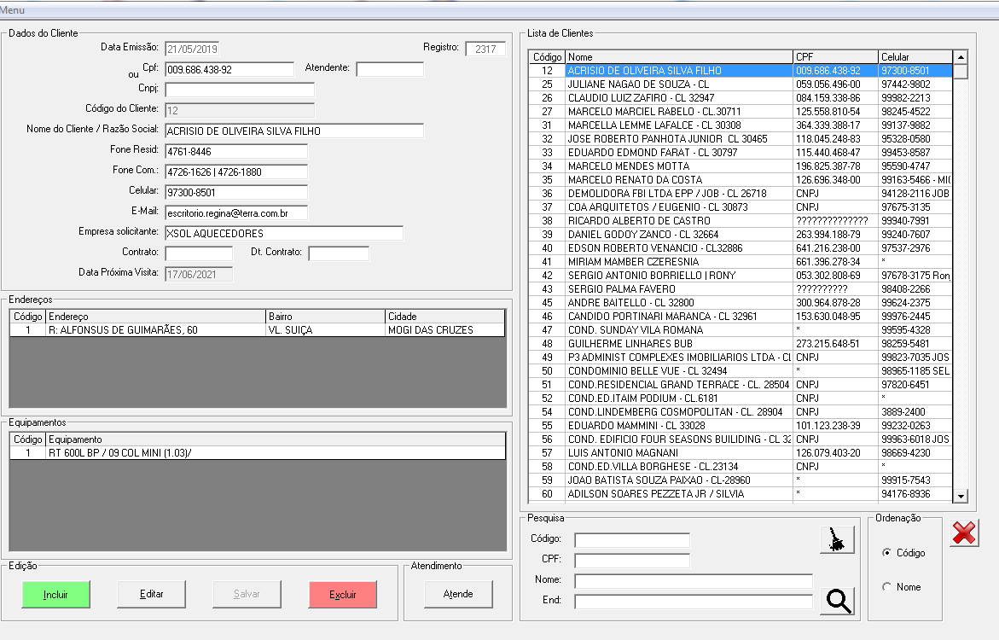 Menu
Dados do Cliente
Data Emissão: 21/05/2019 Registro: 2317
Cpf: 009.686.438-92 Atendente:
ou
Cnpj:
Código do Cliente: 12
Nome do Cliente / Razão Social: ACRISIO DE OLIVEIRA SILVA FILHO
Fone Resid: 4761-8446
Fone Com.: 4726-1626 | 4726-1880
Celular: 97300-8501
E-Mail: escritorio.regina@terra.com.br
Empresa solicitante: XSOL AQUECEDORES
Contrato: Dt. Contrato:
Data Próxima Visita: 17/06/2021
Endereços
Código Endereço Bairro Cidade
1 R: ALFONSUS DE GUIMARÃES, 60 VL. SUIÇA MOGI DAS CRUZES
Equipamentos
Código Equipamento
1 RT 600L BP / 09 COL MINI (1.03)/
Edição
Incluir Editar Salvar Excluir
Atendimento
Atende
Lista de Clientes
Código Nome CPF Celular
12 ACRISIO DE OLIVEIRA SILVA FILHO 009.686.438-92 97300-8501
25 JULIANE NAGAO DE SOUZA - CL 059.056.496-00 97442-9802
26 CLAUDIO LUIZ ZAFIRO - CL 32947 084.159.338-86 99982-2213
27 MARCELO MARCIEL RABELO - CL.30711 125.558.810-54 98245-4522
31 MARCELLA LEMME LAFALCE - CL 30308 364.339.388-17 99137-9882
32 JOSE ROBERTO PANHOTA JUNIOR CL 30465 118.045.248-83 95328-0580
33 EDUARDO EDMOND FARAT - CL 30797 115.440.468-47 99453-8587
34 MARCELO MENDES MOTTA 196.825.387-78 95590-4747
35 MARCELO RENATO DA COSTA 126.696.348-00 99163-5466 - MI
36 DEMOLIDORA FBI LTDA EPP / JOB - CL 26718 CNPJ 94128-2116 JOB
37 COA ARQUITETOS / EUGENIO - CL 30873 CNPJ 97675-3135
38 RICARDO ALBERTO DE CASTRO ?????????????? 99940-7991
39 DANIEL GODOY ZANCO - CL 32664 263.994.188-79 99240-7607
40 EDSON ROBERTO VENANCIO - CL32886 641.216.238-00 97537-2976
41 MIRIAM MAMBER CZERESNIA 661.396.278-34 *
42 SERGIO ANTONIO BORRIELLO | RONY 053.302.808-69 97678-3175 Ron
43 SERGIO PALMA FAVERO ?????????? 98408-2266
45 ANDRE BAITELLO - CL 32800 300.964.878-28 99624-2375
46 CANDIDO PORTINARI MARANCA - CL 32961 153.630.048-95 99976-2445
47 COND. SUNDAY VILA ROMANA * 99595-4328
48 GUILHERME LINHARES BUB 273.215.648-51 98259-5481
49 P3 ADMINIST COMPLEXES IMOBILIARIOS LTDA - CL CNPJ 99823-7035 JOS
50 CONDOMINIO BELLE VUE - CL 32494 * 98965-1185 SEL
51 COND.RESIDENCIAL GRAND TERRACE - CL. 28504 CNPJ 97820-6451
52 COND.ED.ITAIM PODIUM - CL.6181 CNPJ *
54 COND.LINDEMBERG COSMOPOLITAN - CL. 28904 CNPJ 3889-2400
55 EDUARDO MAMMINI - CL 33028 101.123.238-39 99232-0263
56 COND. EDIFICIO FOUR SEASONS BUILIDING - CL 32 CNPJ 99963-6018 JOS
57 LUIS ANTONIO MAGNANI 126.079.403-20 98669-4230
58 COND.ED.VILLA BORGHESE - CL.23134 CNPJ *
59 JOAO BATISTA SOUZA PAIXAO - CL-28960 * 99915-7543
60 ADILSON SOARES PEZZETA JR / SILVIA * 94176-8936
Pesquisa
Código:
CPF:
Nome:
End:
Ordenação
Código
Nome